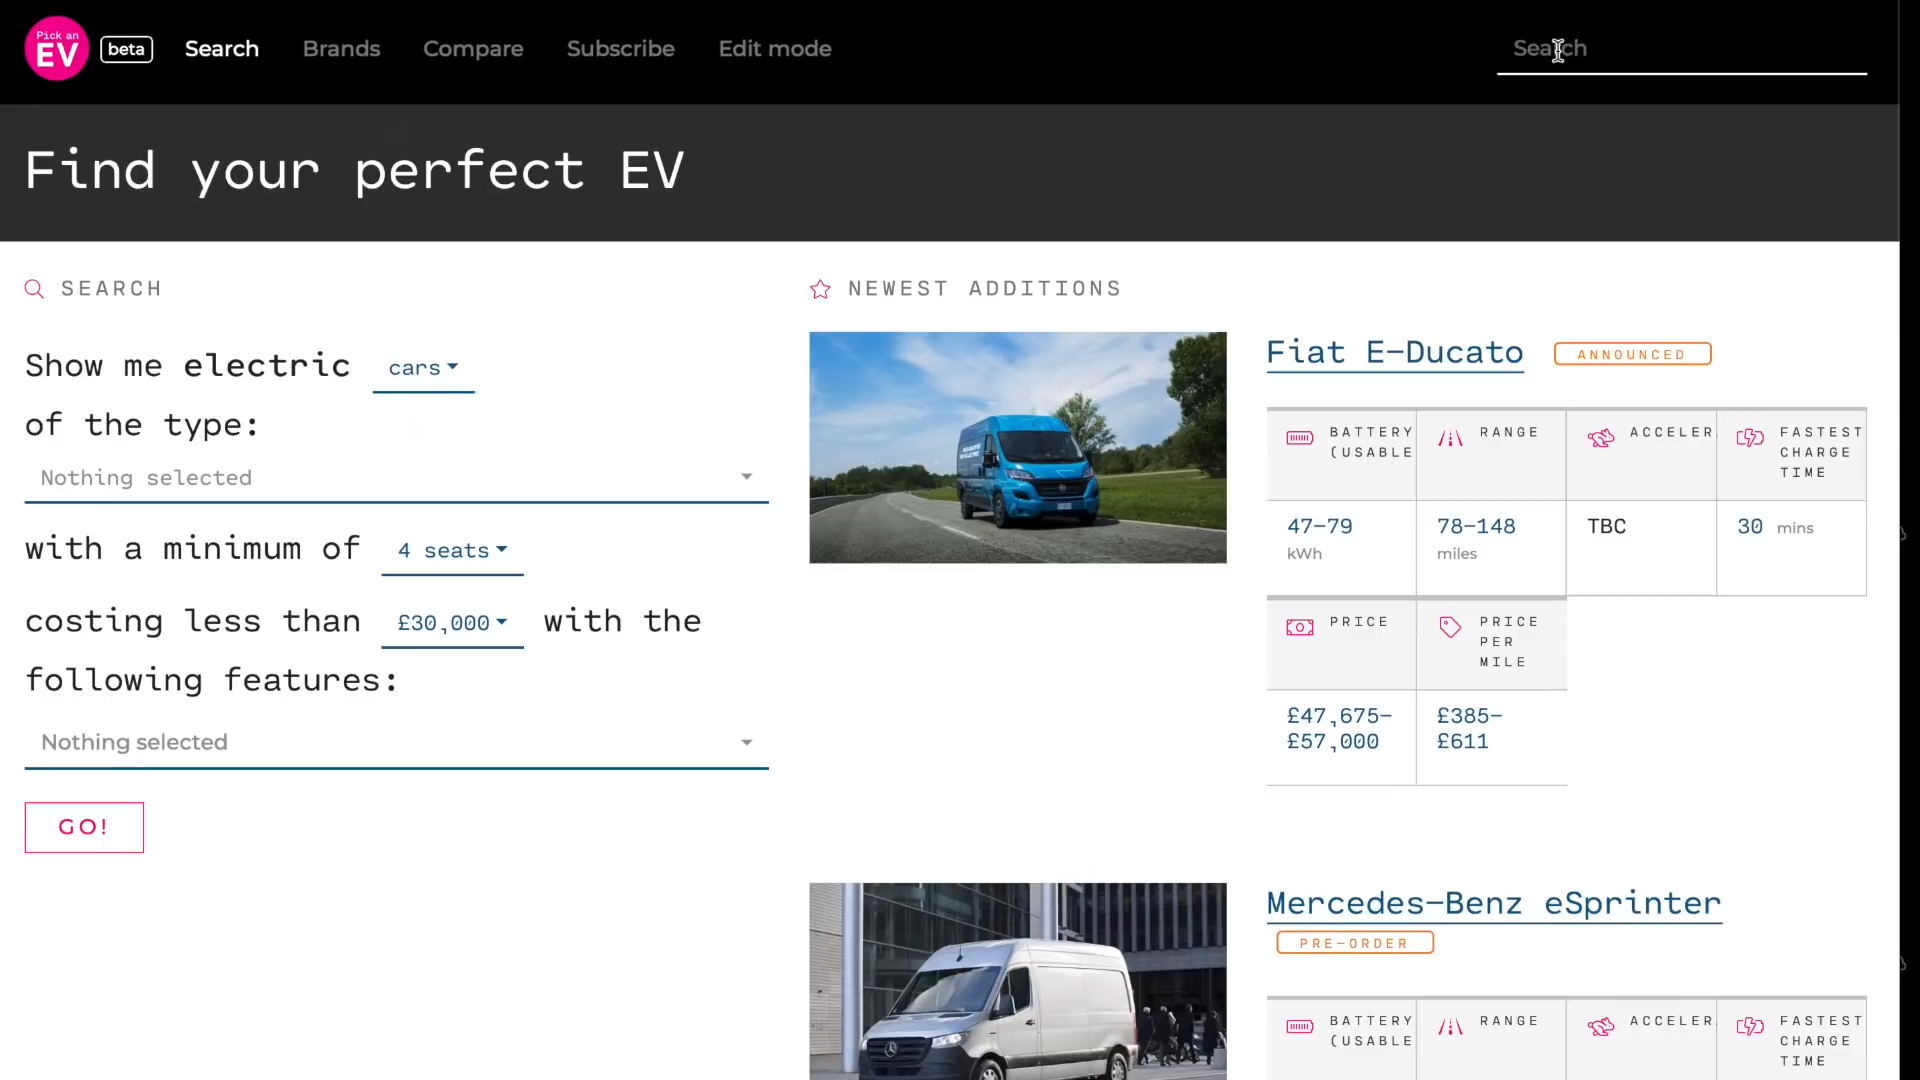 Pick an
EV
beta
Search
Brands
Compare
Subscribe
Edit mode
Search
Find your perfect EV
SEARCH
Show me electric cars
of the type:
Nothing selected
with a minimum of 4 seats
costing less than £30,000 with the
following features:
Nothing selected
GO!
NEWEST ADDITIONS
Fiat E-Ducato ANNOUNCED
BATTERY
(USABLE
RANGE
ACCELER
FASTEST
CHARGE
TIME
47–79
kWh
78–148
miles
TBC
30 mins
PRICE
PRICE
PER
MILE
£47,675–
£57,000
£385–
£611
Mercedes-Benz eSprinter
PRE-ORDER
BATTERY
(USABLE
RANGE
ACCELER
FASTEST
CHARGE
TIME